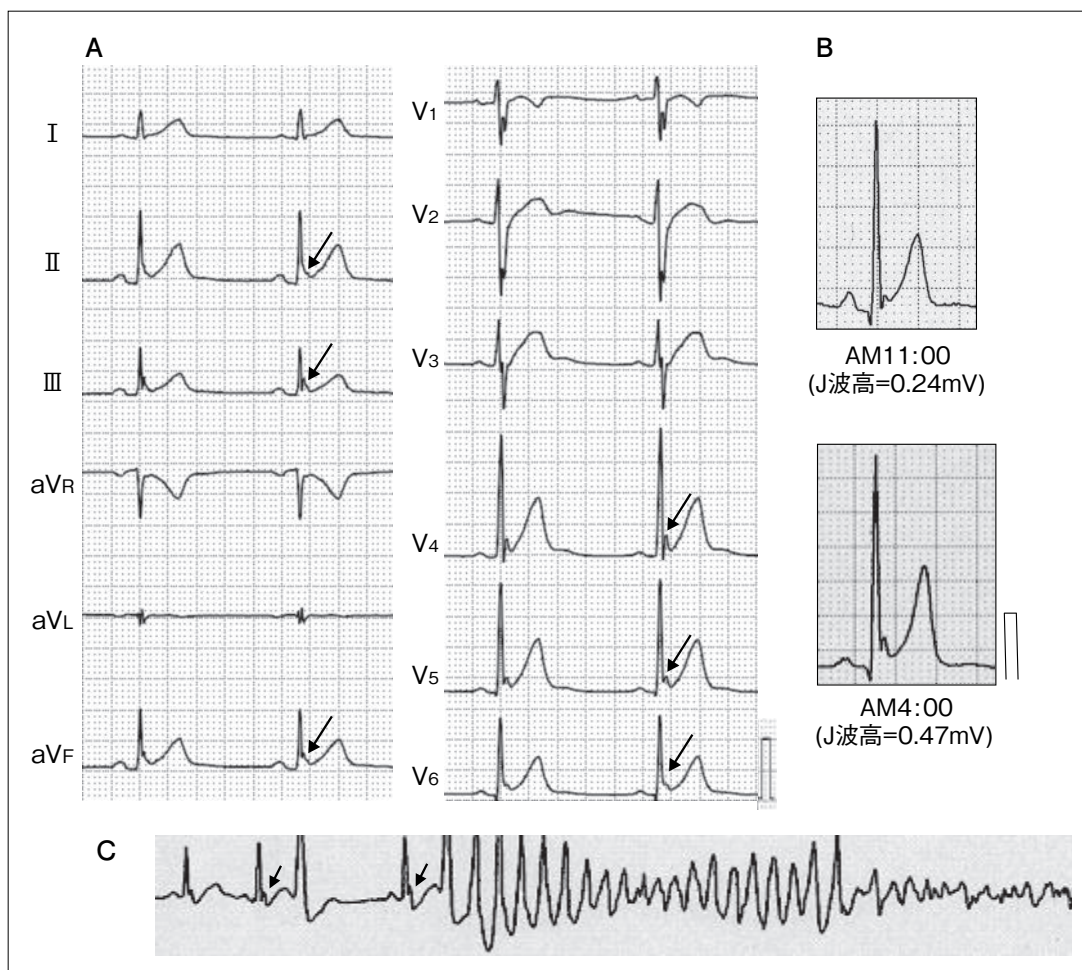 A
I
II
III
aVR
aVL
aVF
V1
V2
V3
V4
V5
V6
B
AM11:00
(J波高=0.24mV)
AM4:00
(J波高=0.47mV)
C